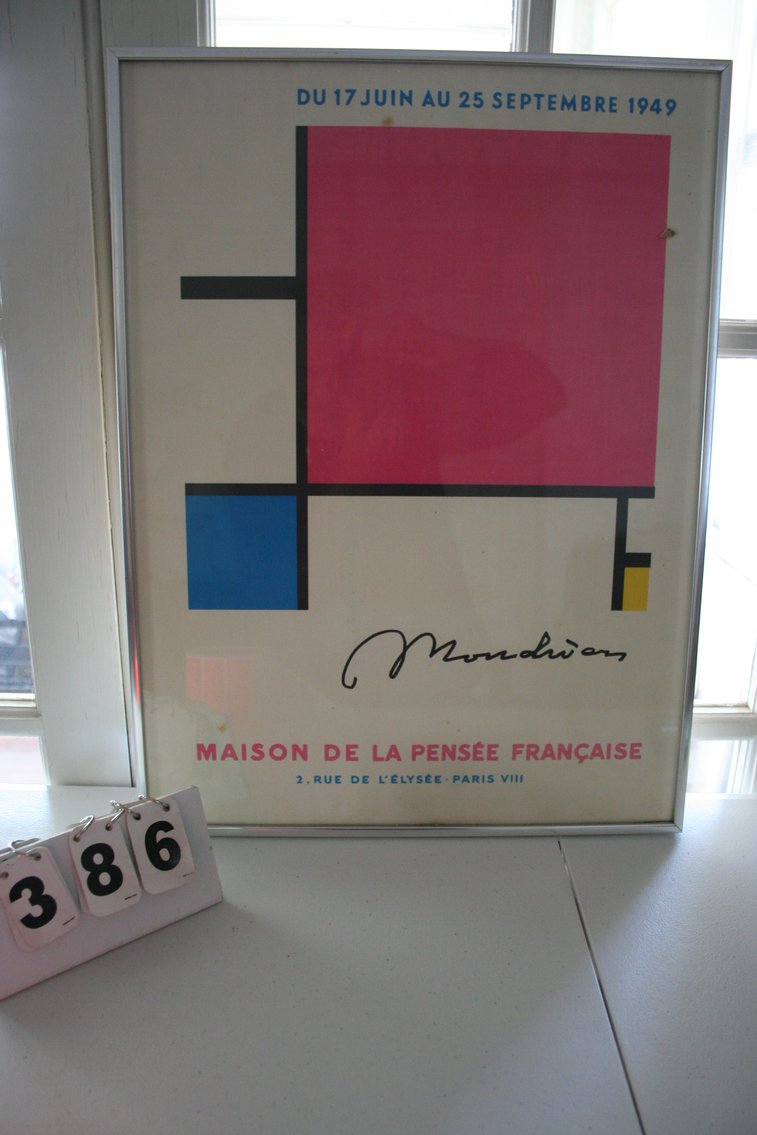 DU 17 JUIN AU 25 SEPTEMBRE 1949
Mondrian
MAISON DE LA PENSÉE FRANÇAISE
2, RUE DE L'ÉLYSÉE - PARIS VIII
386